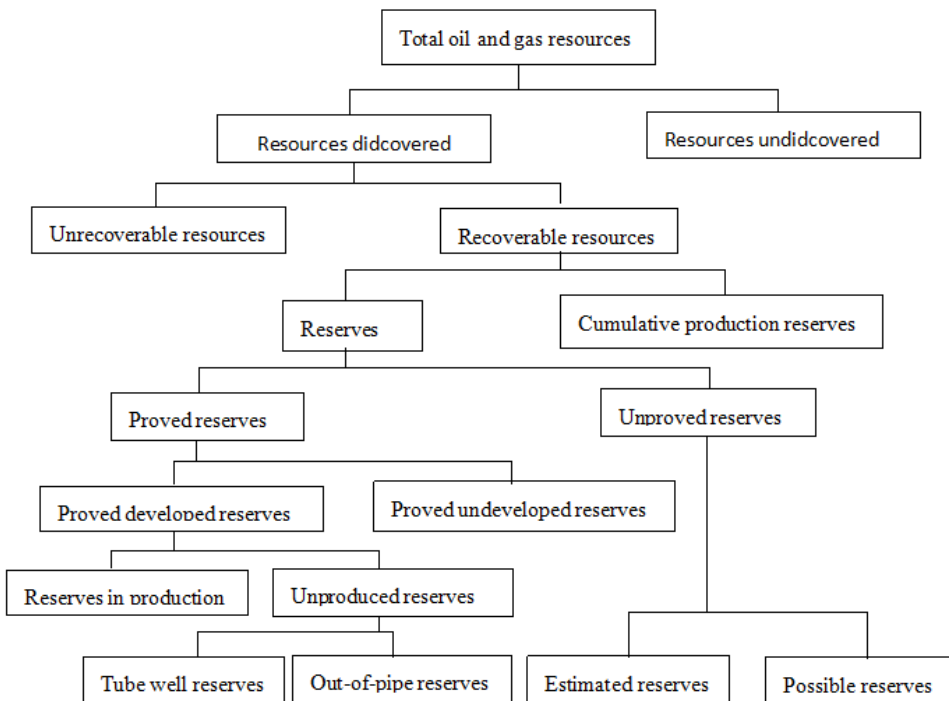 Total oil and gas resources
Resources didcovered
Resources undidcovered
Unrecoverable resources
Recoverable resources
Reserves
Cumulative production reserves
Proved reserves
Unproved reserves
Proved developed reserves
Proved undeveloped reserves
Reserves in production
Unproduced reserves
Tube well reserves
Out-of-pipe reserves
Estimated reserves
Possible reserves